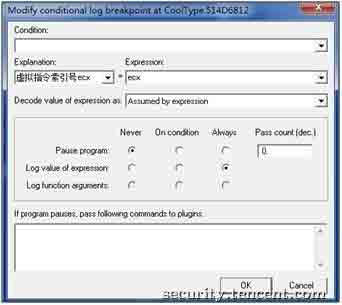 Modify conditional log breakpoint at CoolType.514D6812
Condition:
Explanation: Expression:
虚拟指令索引号ecx = ecx
Decode value of expression as: Assumed by expression
Never On condition Always Pass count (dec.)
Pause program: 0.
Log value of expression:
Log function arguments:
If program pauses, pass following commands to plugins:
OK Cancel
security.tencent.com